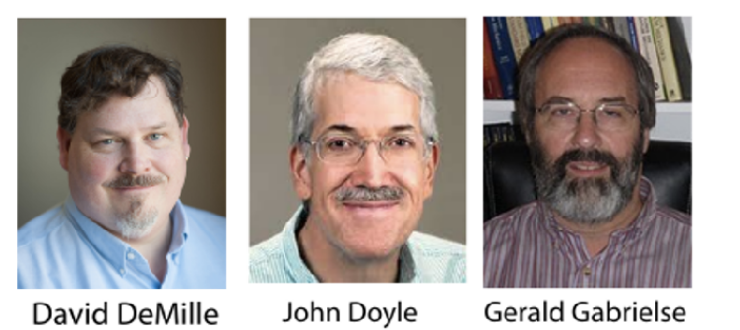 David DeMille
John Doyle
Gerald Gabrielse